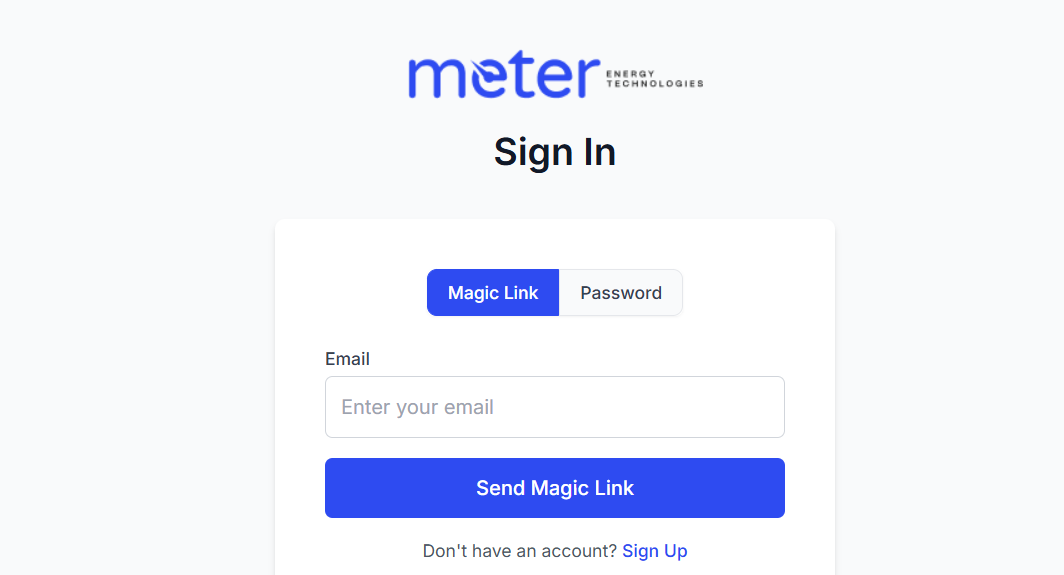 meter ENERGY
TECHNOLOGIES
Sign In
Magic Link Password
Email
Enter your email
Send Magic Link
Don't have an account? Sign Up